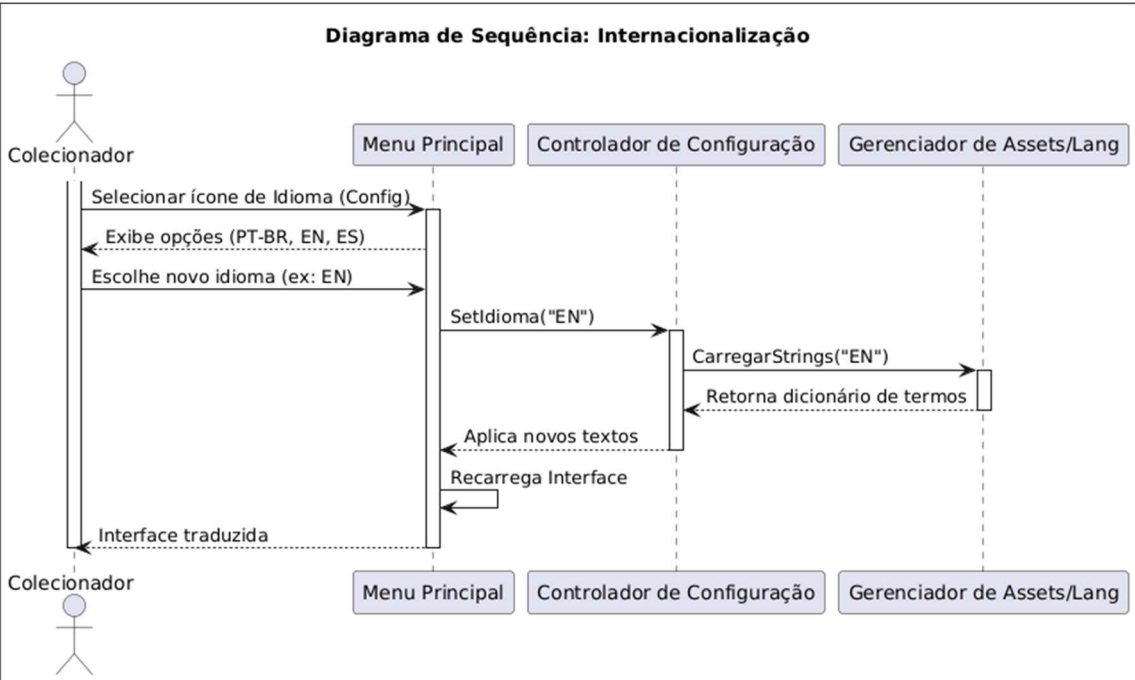 Diagrama de Sequência: Internacionalização
Colecionador
Menu Principal
Controlador de Configuração
Gerenciador de Assets/Lang
Selecionar ícone de Idioma (Config)
Exibe opções (PT-BR, EN, ES)
Escolhe novo idioma (ex: EN)
SetIdioma("EN")
CarregarStrings("EN")
Retorna dicionário de termos
Aplica novos textos
Recarrega Interface
Interface traduzida
Colecionador
Menu Principal
Controlador de Configuração
Gerenciador de Assets/Lang